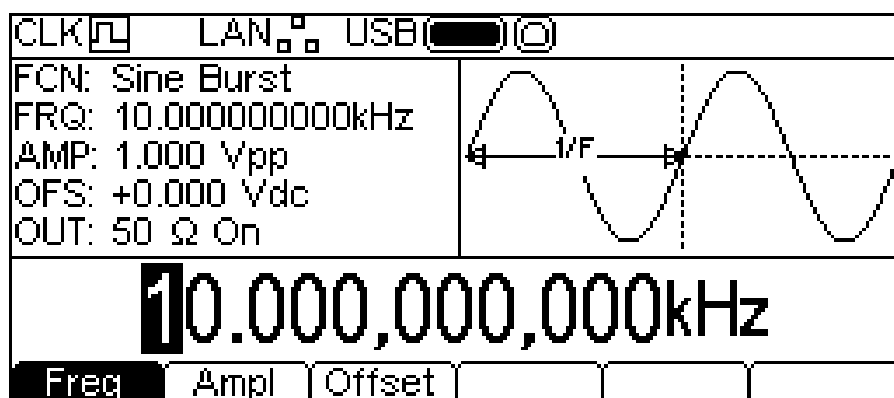 CLK LAN USB
FCN: Sine Burst
FRQ: 10.000000000kHz
AMP: 1.000 Vpp
OFS: +0.000 Vdc
OUT: 50 Ω On
1/F
10.000,000,000kHz
Freq Ampl Offset